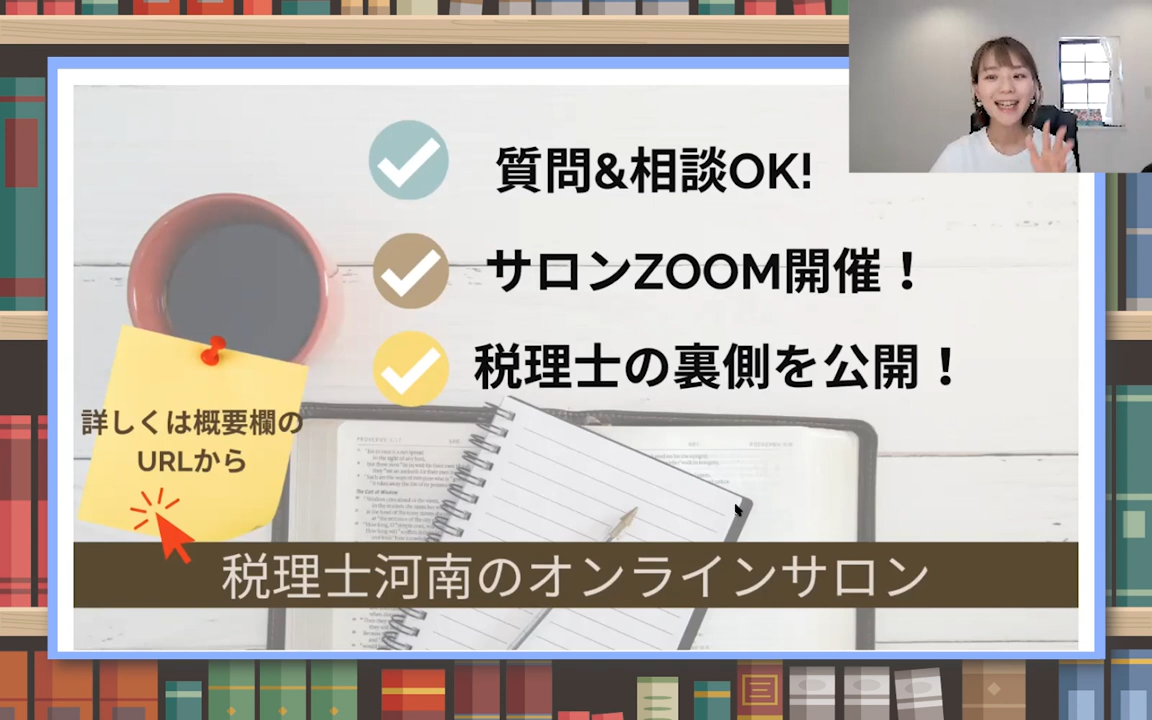 質問&相談OK!
サロンZOOM開催！
税理士の裏側を公開！
詳しくは概要欄の
URLから
税理士河南のオンラインサロン